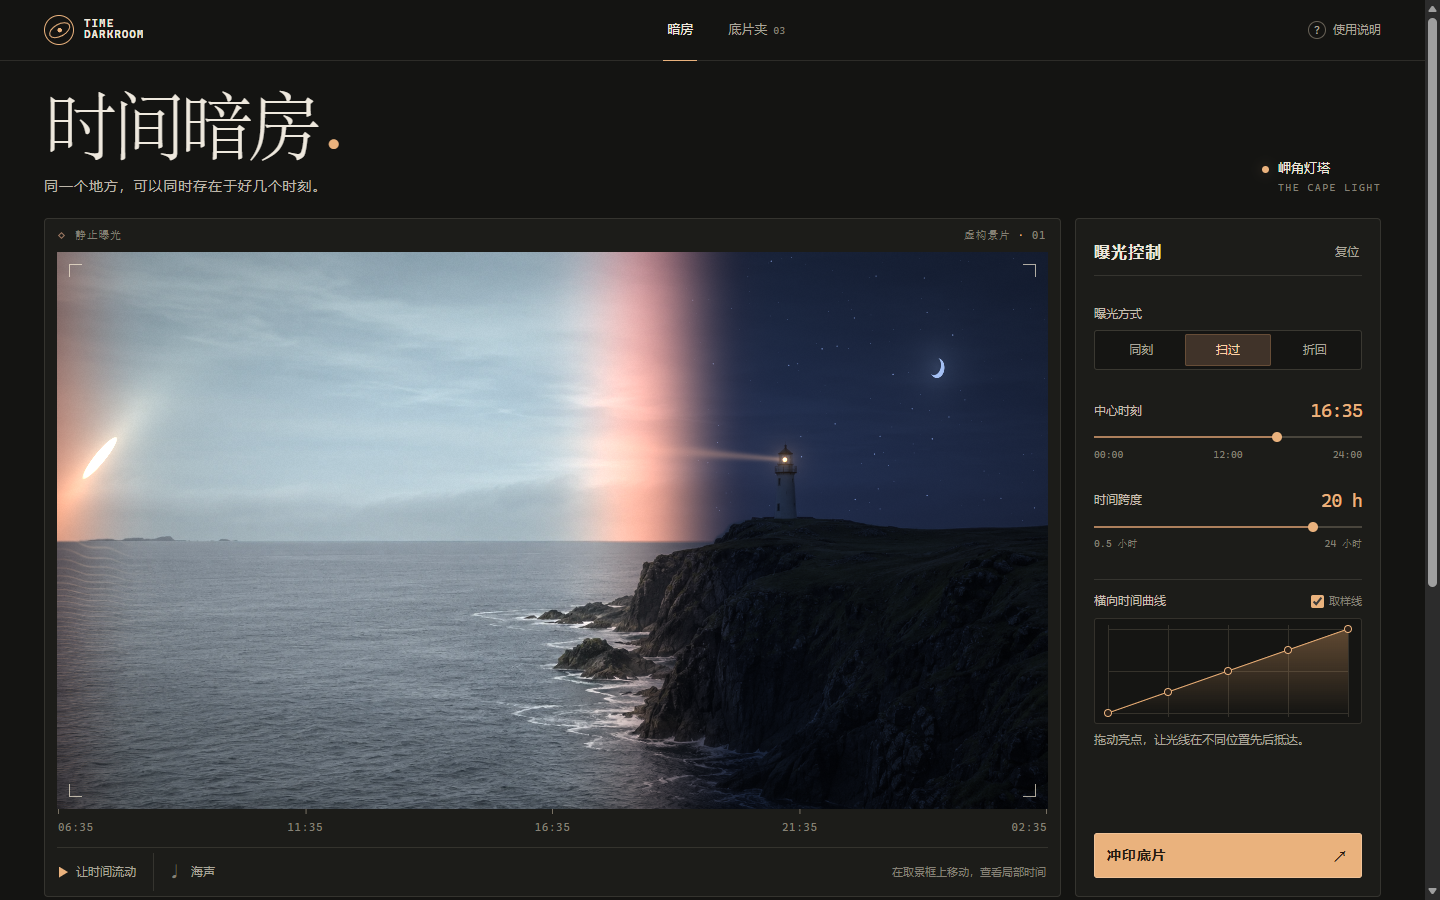 TIME
DARKROOM
暗房
底片夹 03
? 使用说明
时间暗房.
同一个地方，可以同时存在于好几个时刻。
岬角灯塔
THE CAPE LIGHT
静止曝光
虚构景片 · 01
06:35
11:35
16:35
21:35
02:35
让时间流动
海声
在取景框上移动，查看局部时间
曝光控制
复位
曝光方式
同刻
扫过
折回
中心时刻
16:35
00:00
12:00
24:00
时间跨度
20 h
0.5 小时
24 小时
横向时间曲线
取样线
拖动亮点，让光线在不同位置先后抵达。
冲印底片